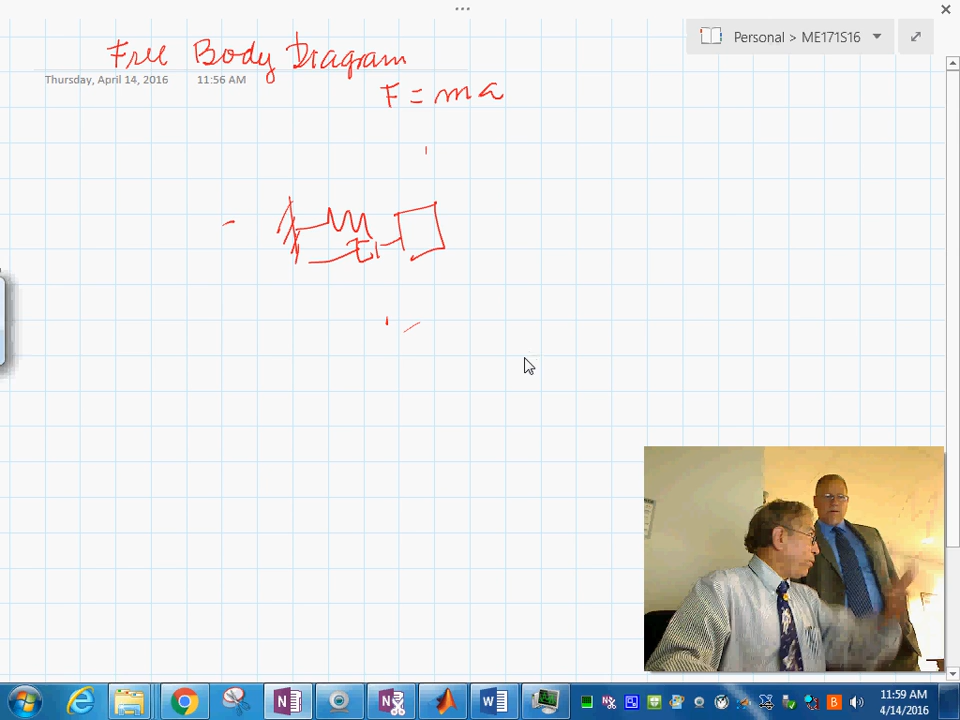 Personal > ME171S16
Free Body Diagram
Thursday, April 14, 2016 11:56 AM
F = ma
11:59 AM
4/14/2016